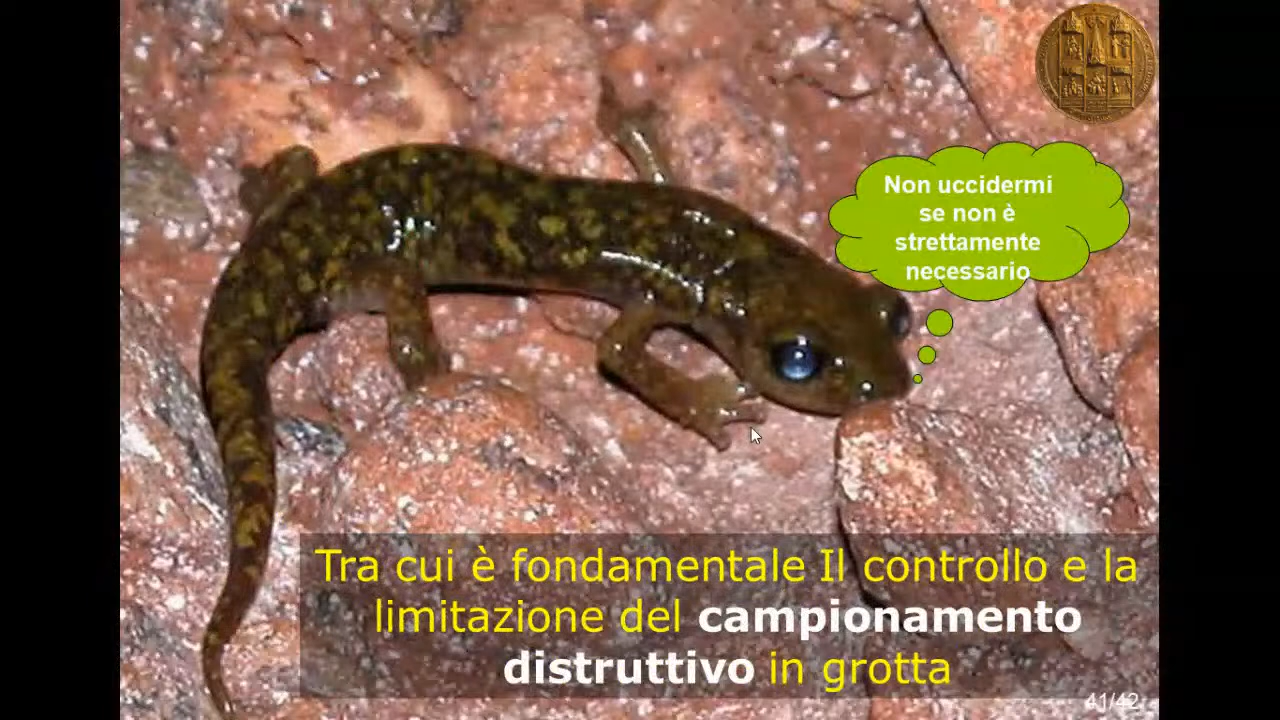 Non uccidermi
se non è
strettamente
necessario
Tra cui è fondamentale Il controllo e la
limitazione del campionamento
distruttivo in grotta
41/42